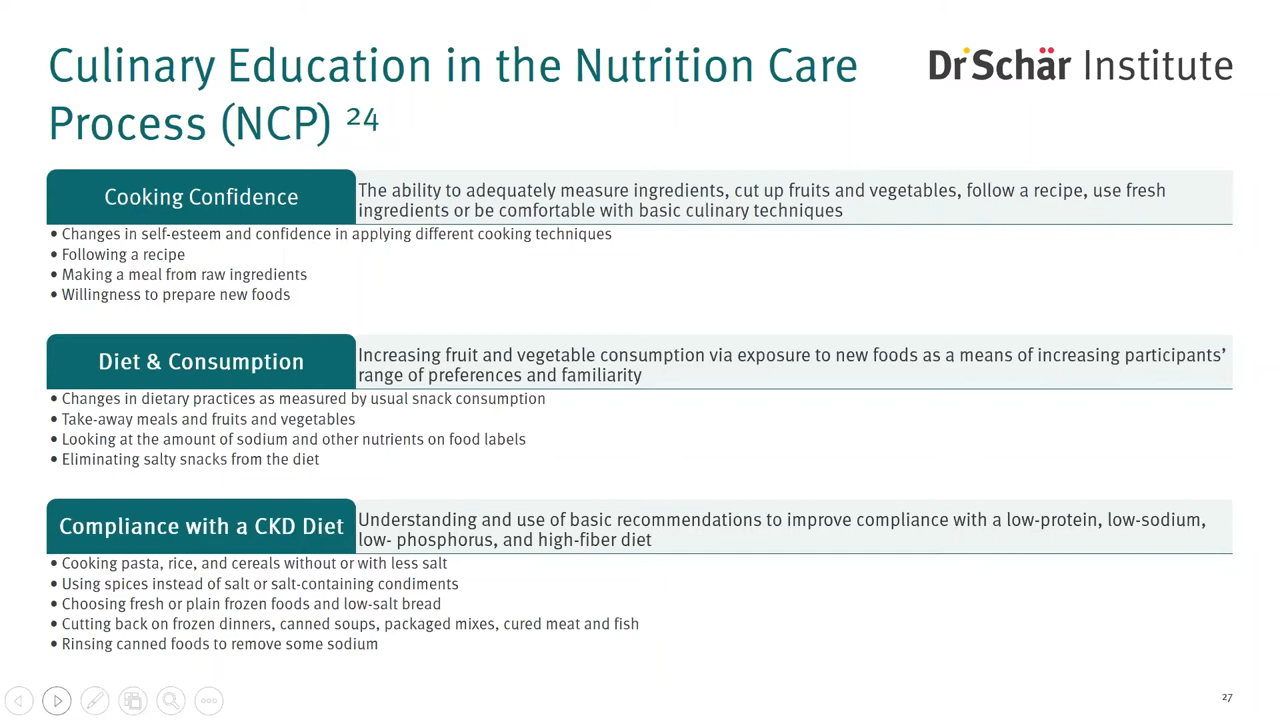 Culinary Education in the Nutrition Care
Process (NCP) 24
DrSchär Institute
Cooking Confidence
The ability to adequately measure ingredients, cut up fruits and vegetables, follow a recipe, use fresh
ingredients or be comfortable with basic culinary techniques
• Changes in self-esteem and confidence in applying different cooking techniques
• Following a recipe
• Making a meal from raw ingredients
• Willingness to prepare new foods
Diet & Consumption
Increasing fruit and vegetable consumption via exposure to new foods as a means of increasing participants’
range of preferences and familiarity
• Changes in dietary practices as measured by usual snack consumption
• Take-away meals and fruits and vegetables
• Looking at the amount of sodium and other nutrients on food labels
• Eliminating salty snacks from the diet
Compliance with a CKD Diet
Understanding and use of basic recommendations to improve compliance with a low-protein, low-sodium,
low- phosphorus, and high-fiber diet
• Cooking pasta, rice, and cereals without or with less salt
• Using spices instead of salt or salt-containing condiments
• Choosing fresh or plain frozen foods and low-salt bread
• Cutting back on frozen dinners, canned soups, packaged mixes, cured meat and fish
• Rinsing canned foods to remove some sodium
27